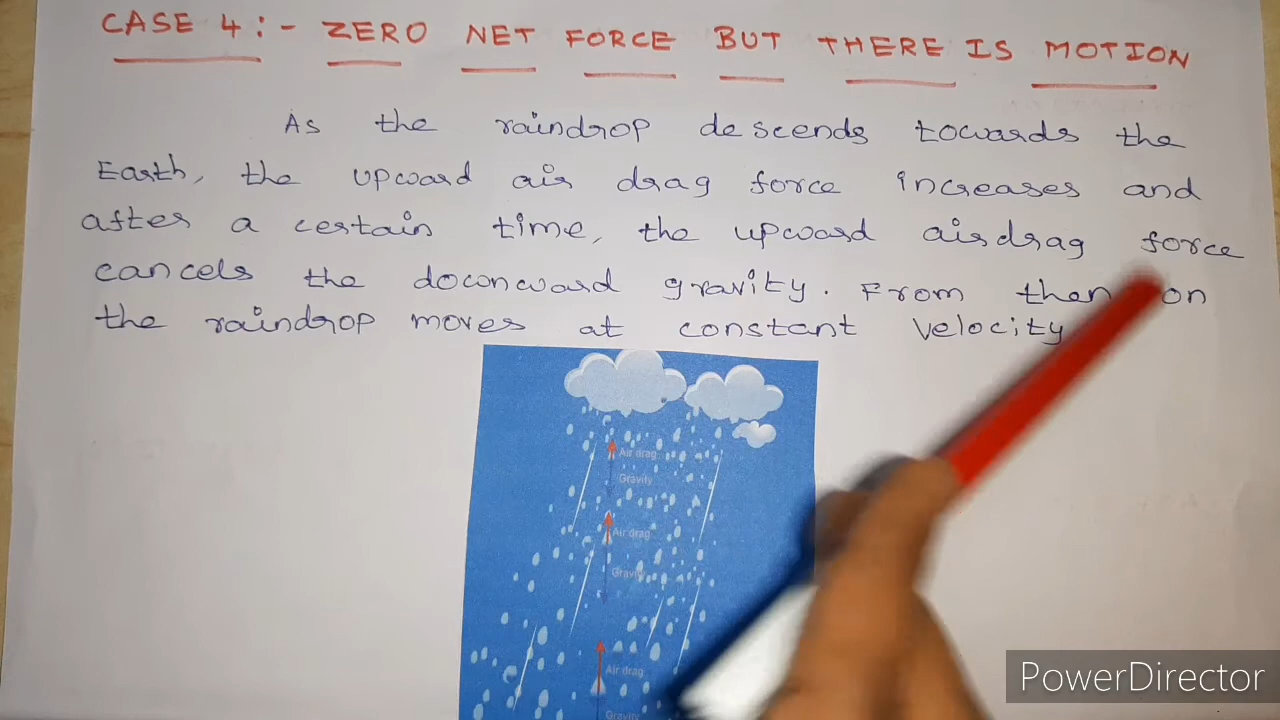 CASE 4:- ZERO NET FORCE BUT THERE IS MOTION
As the raindrop descends towards the
Earth, the upward air drag force increases and
after a certain time, the upward airdrag force
cancels the downward gravity. From then on
the raindrop moves at constant velocity
Air drag
Gravity
Air drag
Gravity
Air drag
Gravity
PowerDirector